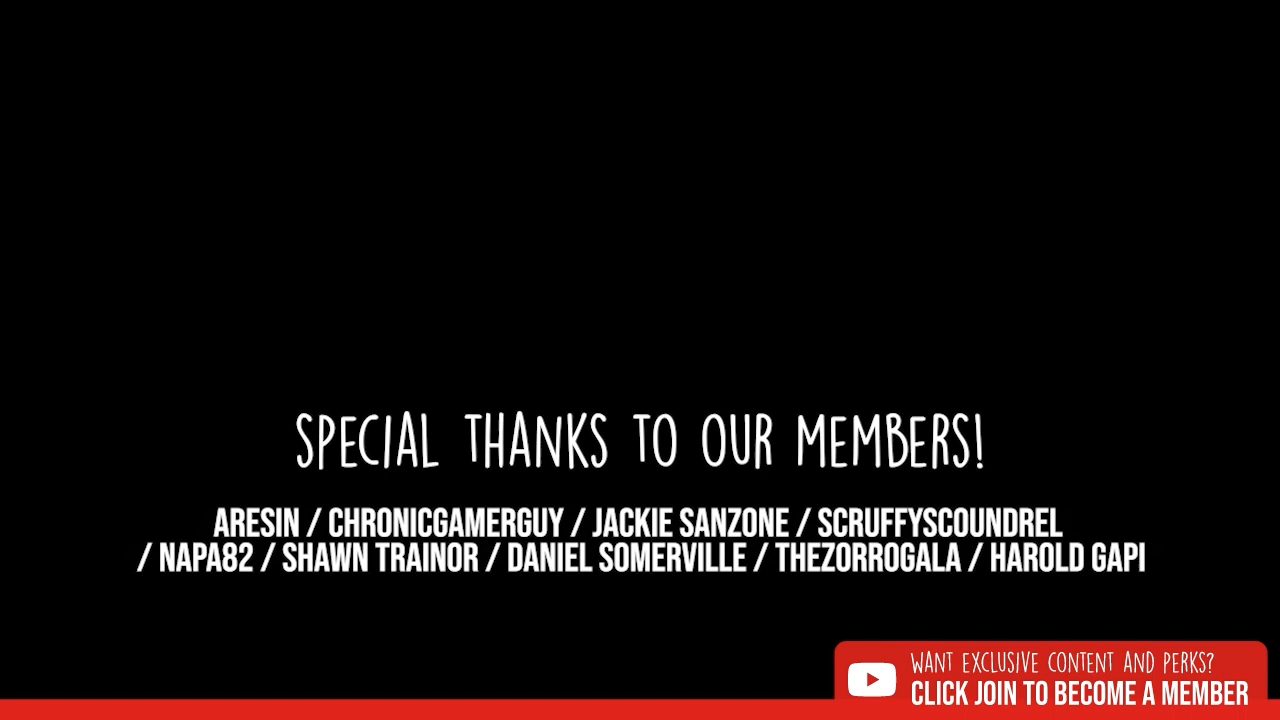 SPECIAL THANKS TO OUR MEMBERS!
ARESIN / CHRONICGAMERGUY / JACKIE SANZONE / SCRUFFYSCOUNDREL
/ NAPA82 / SHAWN TRAINOR / DANIEL SOMERVILLE / THEZORROGALA / HAROLD GAPI
WANT EXCLUSIVE CONTENT AND PERKS?
CLICK JOIN TO BECOME A MEMBER